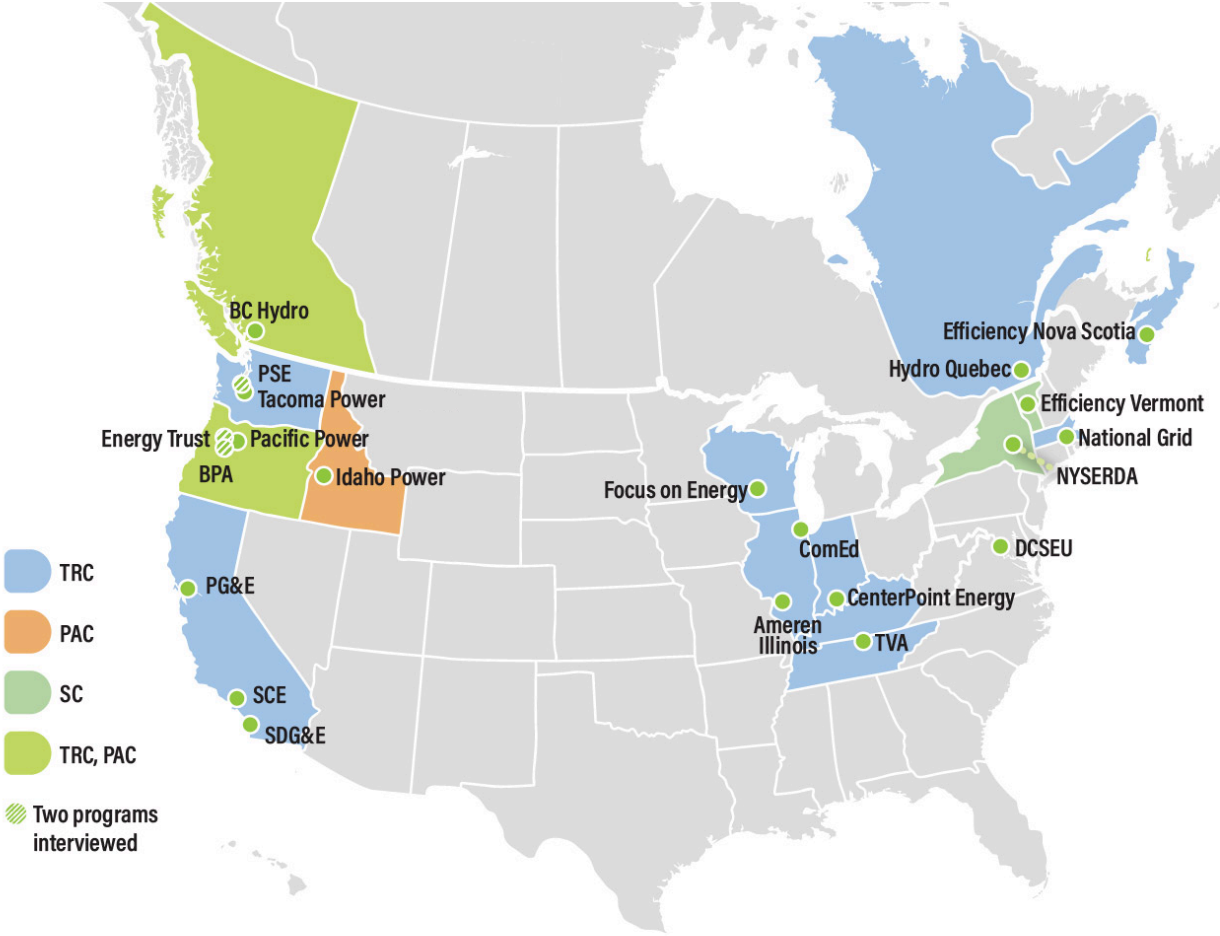 BC Hydro
PSE
Tacoma Power
Energy Trust
Pacific Power
BPA
Idaho Power
PG&E
SCE
SDG&E
Efficiency Nova Scotia
Hydro Quebec
Efficiency Vermont
National Grid
NYSERDA
Focus on Energy
ComEd
DCSEU
CenterPoint Energy
Ameren
Illinois
TVA
TRC
PAC
SC
TRC, PAC
Two programs
interviewed